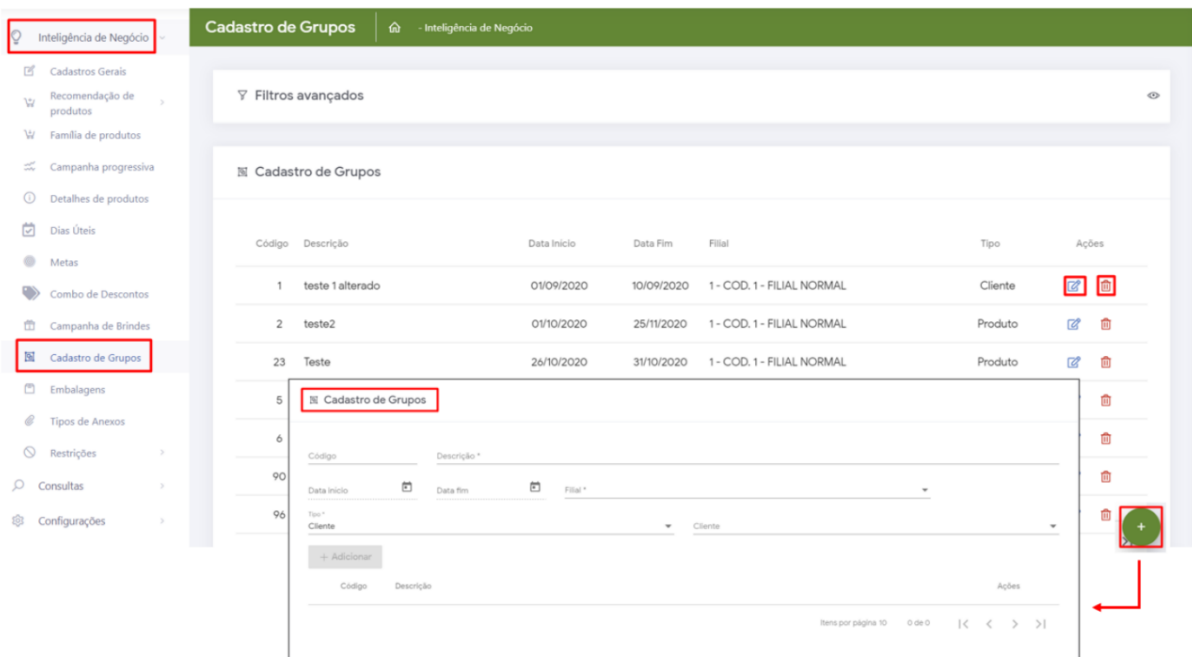 Inteligência de Negócio
Cadastros Gerais
Recomendação de
produtos
Família de produtos
Campanha progressiva
Detalhes de produtos
Dias Úteis
Metas
Combo de Descontos
Campanha de Brindes
Cadastro de Grupos
Embalagens
Tipos de Anexos
Restrições
Consultas
Configurações
Cadastro de Grupos - Inteligência de Negócio
Filtros avançados
Cadastro de Grupos
Código Descrição Data Inicio Data Fim Filial Tipo Ações
1 teste 1 alterado 01/09/2020 10/09/2020 1 - COD. 1 - FILIAL NORMAL Cliente
2 teste2 01/10/2020 25/11/2020 1 - COD. 1 - FILIAL NORMAL Produto
23 Teste 26/10/2020 31/10/2020 1 - COD. 1 - FILIAL NORMAL Produto
5
6
90
96
Cadastro de Grupos
Código Descrição *
Data Inicio Data fim Filial *
Tipo *
Cliente Cliente
+ Adicionar
Código Descrição Ações
Itens por página 10 0 de 0